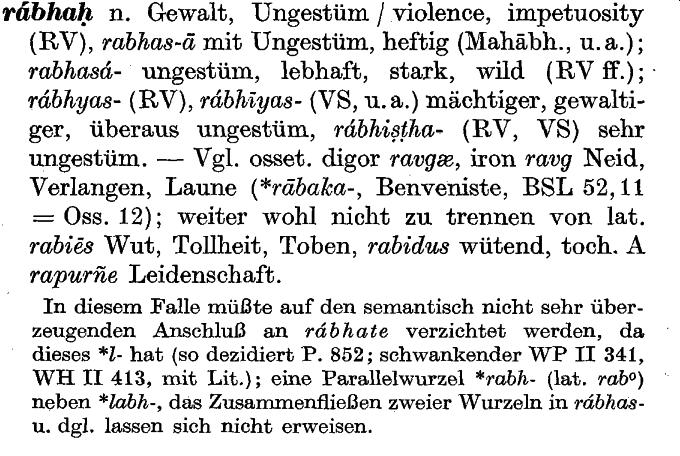 rábhaḥ n. Gewalt, Ungestüm / violence, impetuosity
(RV), rabhas-ā mit Ungestüm, heftig (Mahābh., u.a.);
rabhasá- ungestüm, lebhaft, stark, wild (RV ff.);
rábhyas- (RV), rábhīyas- (VS, u.a.) mächtiger, gewalti-
ger, überaus ungestüm, rábhiṣṭha- (RV, VS) sehr
ungestüm. — Vgl. osset. digor ravgæ, iron ravg Neid,
Verlangen, Laune (*rābaka-, Benveniste, BSL 52,11
= Oss. 12); weiter wohl nicht zu trennen von lat.
rabiēs Wut, Tollheit, Toben, rabidus wütend, toch. A
rapurñe Leidenschaft.
In diesem Falle müßte auf den semantisch nicht sehr über-
zeugenden Anschluß an rábhate verzichtet werden, da
dieses *l- hat (so dezidiert P. 852; schwankender WP II 341,
WH II 413, mit Lit.); eine Parallelwurzel *rabh- (lat. rab⁰)
neben *labh-, das Zusammenfließen zweier Wurzeln in rábhas-
u. dgl. lassen sich nicht erweisen.